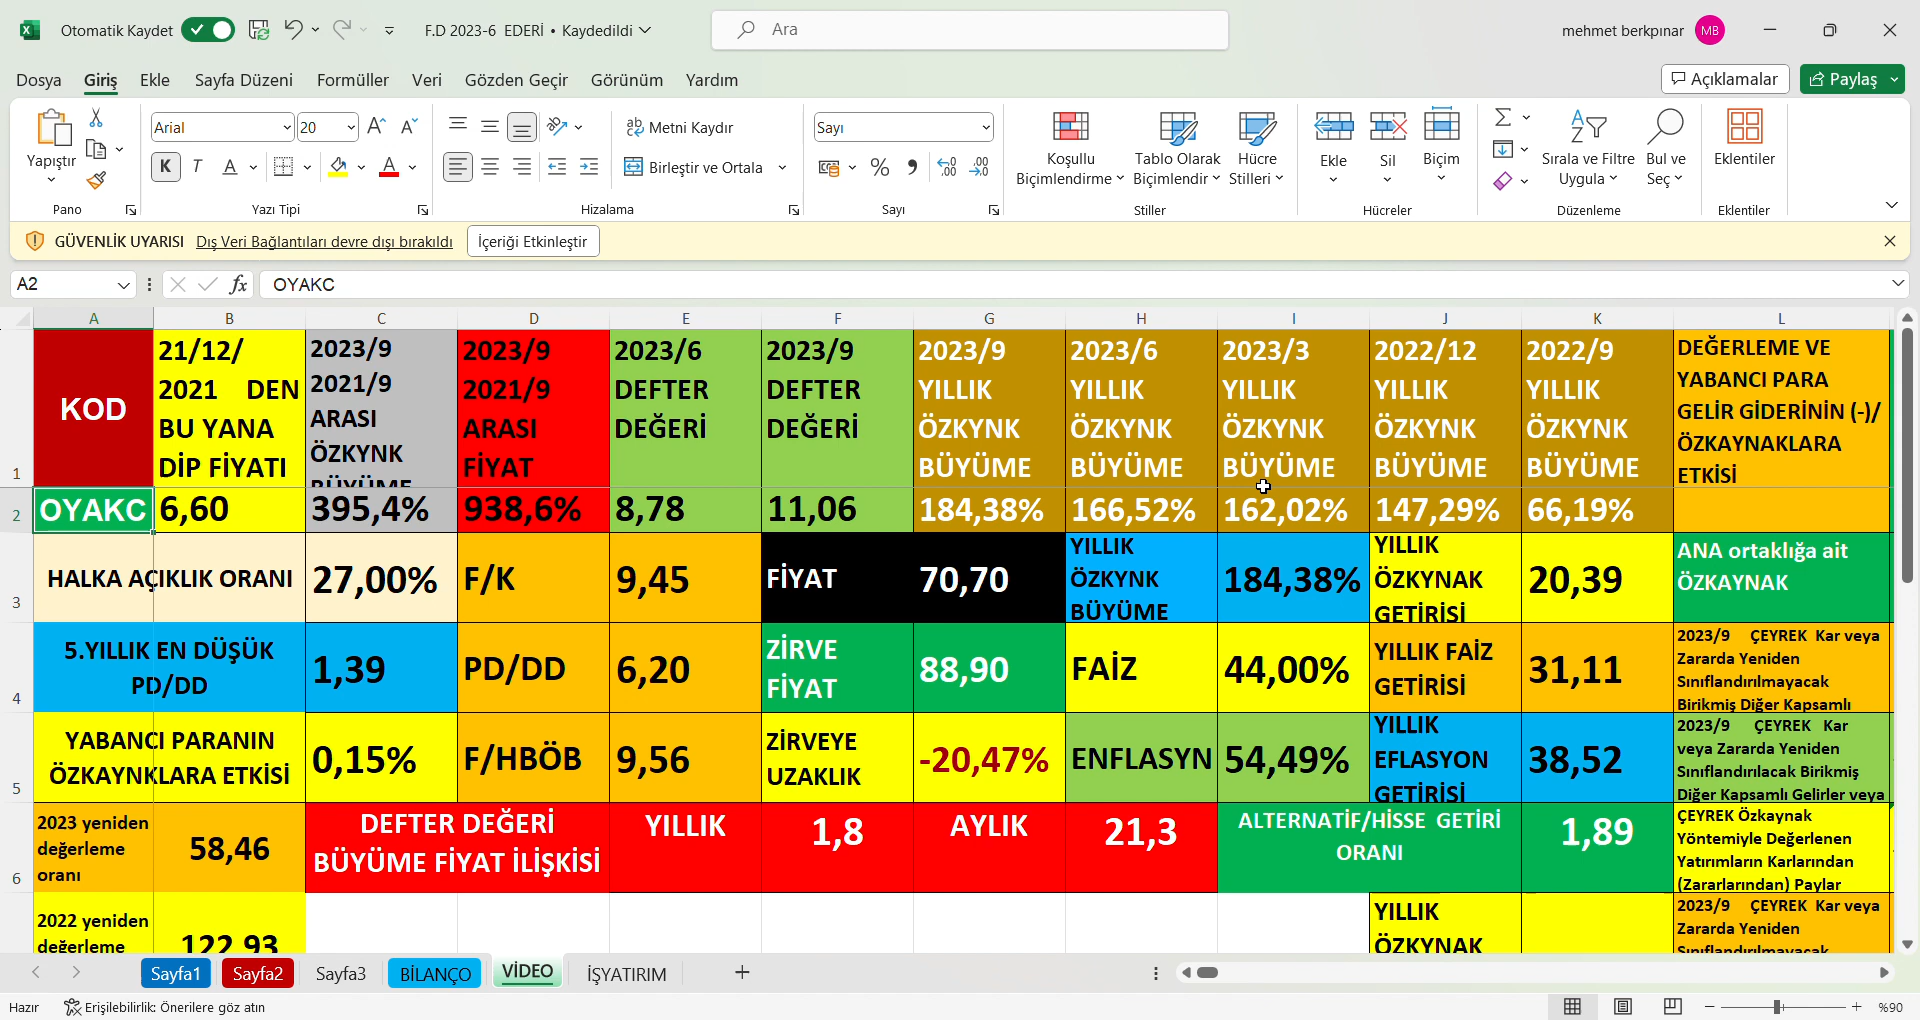 Otomatik Kaydet
F.D 2023-6 EDERİ • Kaydedildi
Ara
mehmet berkpınar
MB
Dosya Giriş Ekle Sayfa Düzeni Formüller Veri Gözden Geçir Görünüm Yardım
Açıklamalar
Paylaş
Yapıştır
Pano
Arial
20
K T A
Yazı Tipi
Metni Kaydır
Birleştir ve Ortala
Hizalama
Sayı
Sayı
Koşullu
Biçimlendirme
Tablo Olarak
Biçimlendir
Hücre
Stilleri
Stiller
Ekle
Sil
Biçim
Hücreler
Sırala ve Filtre
Uygula
Bul ve
Seç
Düzenleme
Eklentiler
Eklentiler
GÜVENLİK UYARISI Dış Veri Bağlantıları devre dışı bırakıldı İçeriği Etkinleştir
A2
fx
OYAKC
A B C D E F G H I J K L
1
KOD
21/12/
2021 DEN
BU YANA
DİP FİYATI
2023/9
2021/9
ARASI
ÖZKYNK
BÜYÜME
2023/9
2021/9
ARASI
FİYAT
2023/6
DEFTER
DEĞERİ
2023/9
DEFTER
DEĞERİ
2023/9
YILLIK
ÖZKYNK
BÜYÜME
2023/6
YILLIK
ÖZKYNK
BÜYÜME
2023/3
YILLIK
ÖZKYNK
BÜYÜME
2022/12
YILLIK
ÖZKYNK
BÜYÜME
2022/9
YILLIK
ÖZKYNK
BÜYÜME
DEĞERLEME VE
YABANCI PARA
GELİR GİDERİNİN (-)/
ÖZKAYNAKLARA
ETKİSİ
2
OYAKC 6,60 395,4% 938,6% 8,78 11,06 184,38% 166,52% 162,02% 147,29% 66,19%
3
HALKA AÇIKLIK ORANI 27,00% F/K 9,45 FİYAT 70,70
YILLIK
ÖZKYNK
BÜYÜME
184,38%
YILLIK
ÖZKYNAK
GETİRİSİ
20,39
ANA ortaklığa ait
ÖZKAYNAK
4
5.YILLIK EN DÜŞÜK
PD/DD
1,39 PD/DD 6,20
ZİRVE
FİYAT
88,90 FAİZ 44,00%
YILLIK FAİZ
GETİRİSİ
31,11
2023/9 ÇEYREK Kar veya
Zararda Yeniden
Sınıflandırılmayacak
Birikmiş Diğer Kapsamlı
5
YABANCI PARANIN
ÖZKAYNKLARA ETKİSİ
0,15% F/HBÖB 9,56
ZİRVEYE
UZAKLIK
-20,47% ENFLASYN 54,49%
YILLIK
EFLASYON
GETİRİSİ
38,52
2023/9 ÇEYREK Kar
veya Zararda Yeniden
Sınıflandırılacak Birikmiş
Diğer Kapsamlı Gelirler veya
6
2023 yeniden
değerleme
oranı
58,46
DEFTER DEĞERİ
BÜYÜME FİYAT İLİŞKİSİ
YILLIK 1,8 AYLIK 21,3
ALTERNATİF/HİSSE GETİRİ
ORANI
1,89
ÇEYREK Özkaynak
Yöntemiyle Değerlenen
Yatırımların Karlarından
(Zararlarından) Paylar
2022 yeniden
değerleme
122,93
YILLIK
ÖZKYNAK
2023/9 ÇEYREK Kar veya
Zararda Yeniden
Sınıflandırılmayacak
Sayfa1 Sayfa2 Sayfa3 BİLANÇO VİDEO İŞYATIRIM
Hazır
Erişilebilirlik: Önerilere göz atın
%90